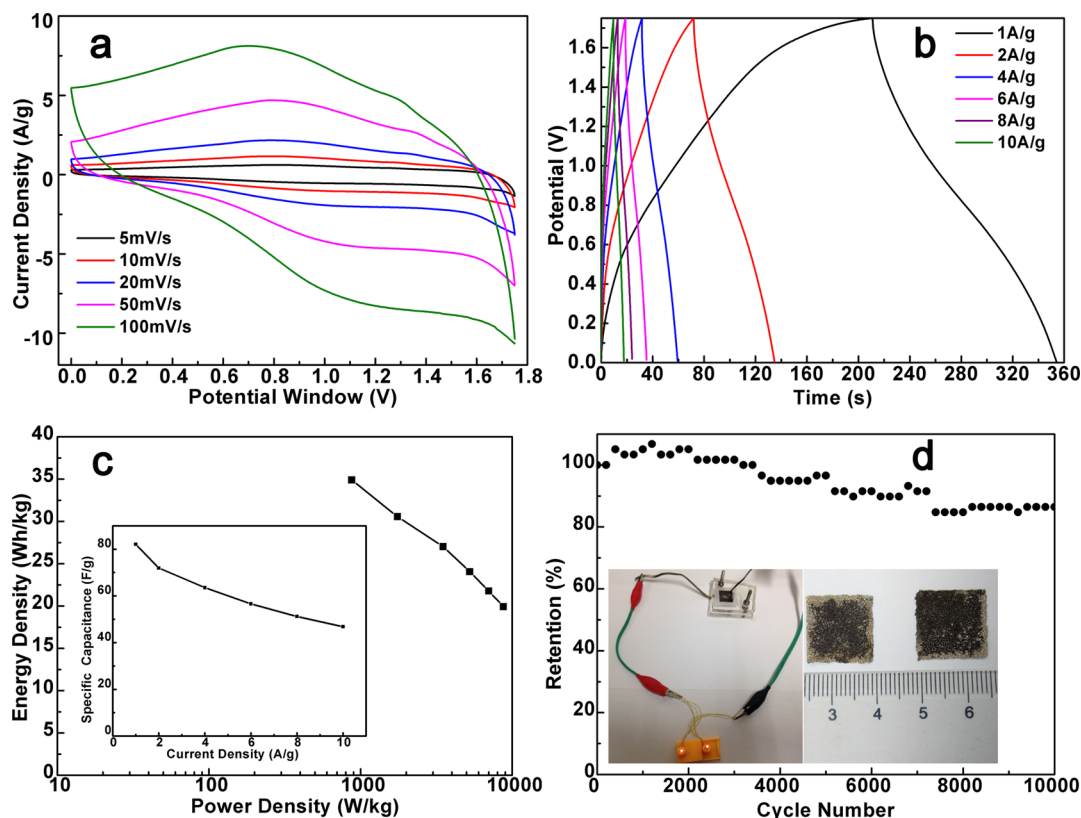 a
Current Density (A/g)
10
5
0
-5
-10
5mV/s
10mV/s
20mV/s
50mV/s
100mV/s
0.0 0.2 0.4 0.6 0.8 1.0 1.2 1.4 1.6 1.8
Potential Window (V)
b
Potential (V)
1.6
1.4
1.2
1.0
0.8
0.6
0.4
0.2
0.0
1A/g
2A/g
4A/g
6A/g
8A/g
10A/g
0 40 80 120 160 200 240 280 320 360
Time (s)
c
Energy Density (Wh/kg)
40
35
30
25
20
15
10
5
0
Specific Capacitance (F/g)
80
60
40
20
0
2 4 6 8 10
Current Density (A/g)
10 100 1000 10000
Power Density (W/kg)
d
Retention (%)
100
80
60
40
20
0
3 4 5 6
0 2000 4000 6000 8000 10000
Cycle Number